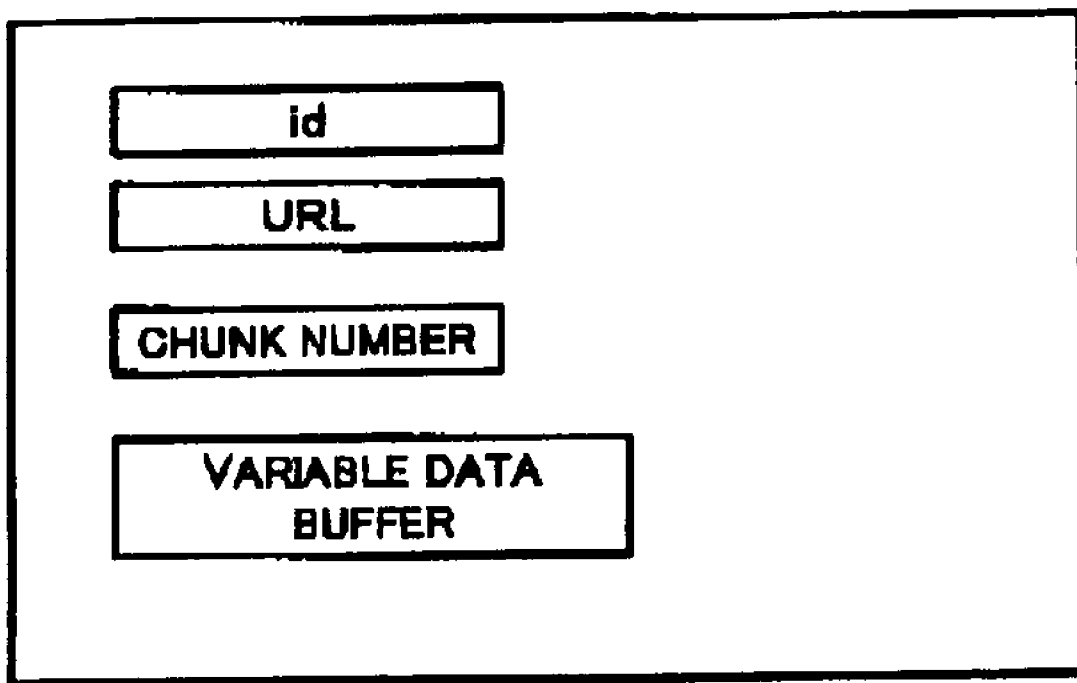 id
URL
CHUNK NUMBER
VARIABLE DATA
BUFFER